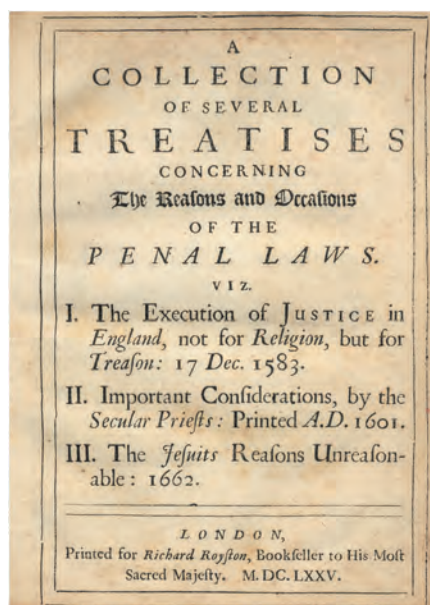 A
COLLECTION
OF SEVERAL
TREATISES
CONCERNING
The Reaſons and Occaſions
OF THE
PENAL LAWS.
VIZ.
I. The Execution of JUSTICE in
England, not for Religion, but for
Treaſon: 17 Dec. 1583.
II. Important Conſiderations, by the
Secular Prieſts: Printed A.D. 1601.
III. The Jeſuits Reaſons Unreaſon-
able: 1662.
LONDON,
Printed for Richard Royſton, Bookſeller to His Moſt
Sacred Majeſty. M. DC. LXXV.